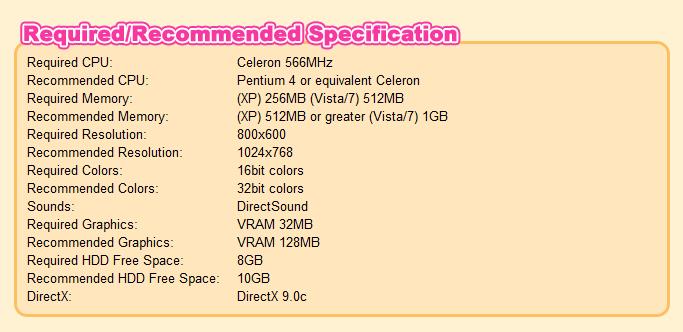 Required/Recommended Specification
Required CPU: Celeron 566MHz
Recommended CPU: Pentium 4 or equivalent Celeron
Required Memory: (XP) 256MB (Vista/7) 512MB
Recommended Memory: (XP) 512MB or greater (Vista/7) 1GB
Required Resolution: 800x600
Recommended Resolution: 1024x768
Required Colors: 16bit colors
Recommended Colors: 32bit colors
Sounds: DirectSound
Required Graphics: VRAM 32MB
Recommended Graphics: VRAM 128MB
Required HDD Free Space: 8GB
Recommended HDD Free Space: 10GB
DirectX: DirectX 9.0c